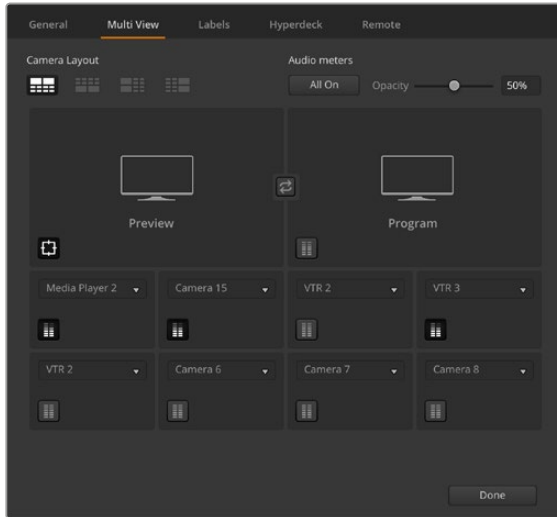 General Multi View Labels Hyperdeck Remote
Camera Layout Audio meters
All On Opacity 50%
Preview Program
Media Player 2 Camera 15 VTR 2 VTR 3
VTR 2 Camera 6 Camera 7 Camera 8
Done